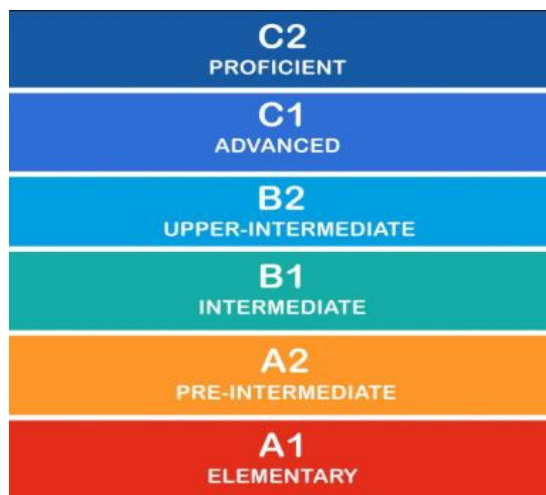 C2
PROFICIENT
C1
ADVANCED
B2
UPPER-INTERMEDIATE
B1
INTERMEDIATE
A2
PRE-INTERMEDIATE
A1
ELEMENTARY